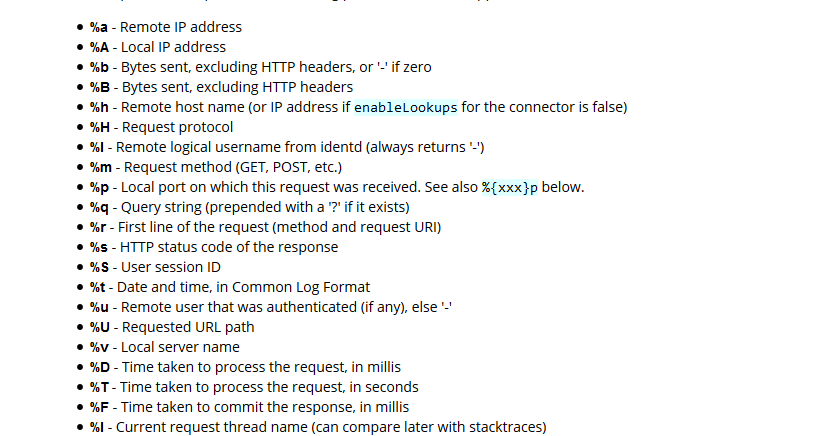 • %a - Remote IP address
• %A - Local IP address
• %b - Bytes sent, excluding HTTP headers, or '-' if zero
• %B - Bytes sent, excluding HTTP headers
• %h - Remote host name (or IP address if enableLookups for the connector is false)
• %H - Request protocol
• %l - Remote logical username from identd (always returns '-')
• %m - Request method (GET, POST, etc.)
• %p - Local port on which this request was received. See also %{xxx}p below.
• %q - Query string (prepended with a '?' if it exists)
• %r - First line of the request (method and request URI)
• %s - HTTP status code of the response
• %S - User session ID
• %t - Date and time, in Common Log Format
• %u - Remote user that was authenticated (if any), else '-'
• %U - Requested URL path
• %v - Local server name
• %D - Time taken to process the request, in millis
• %T - Time taken to process the request, in seconds
• %F - Time taken to commit the response, in millis
• %I - Current request thread name (can compare later with stacktraces)